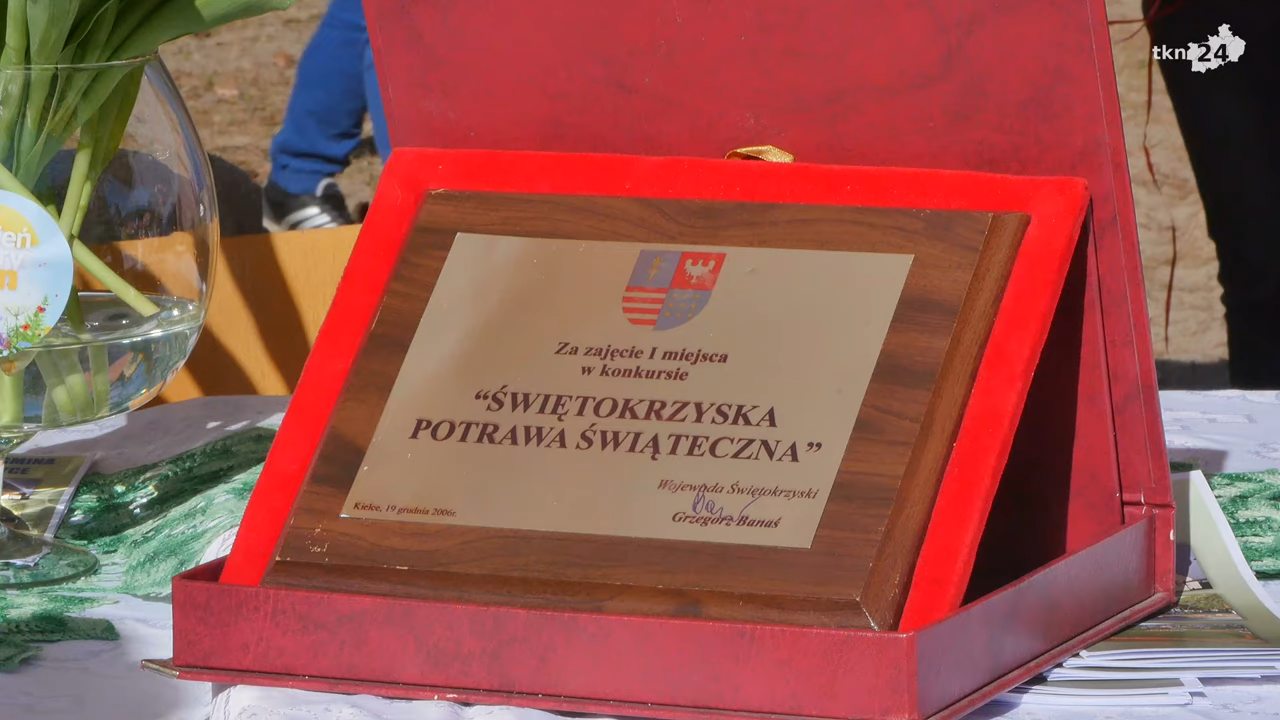 tkn24
Za zajęcie I miejsca
w konkursie
“ŚWIĘTOKRZYSKA
POTRAWA ŚWIĄTECZNA”
Wojewoda Świętokrzyski
Grzegorz Banaś
Kielce, 19 grudnia 2006r.